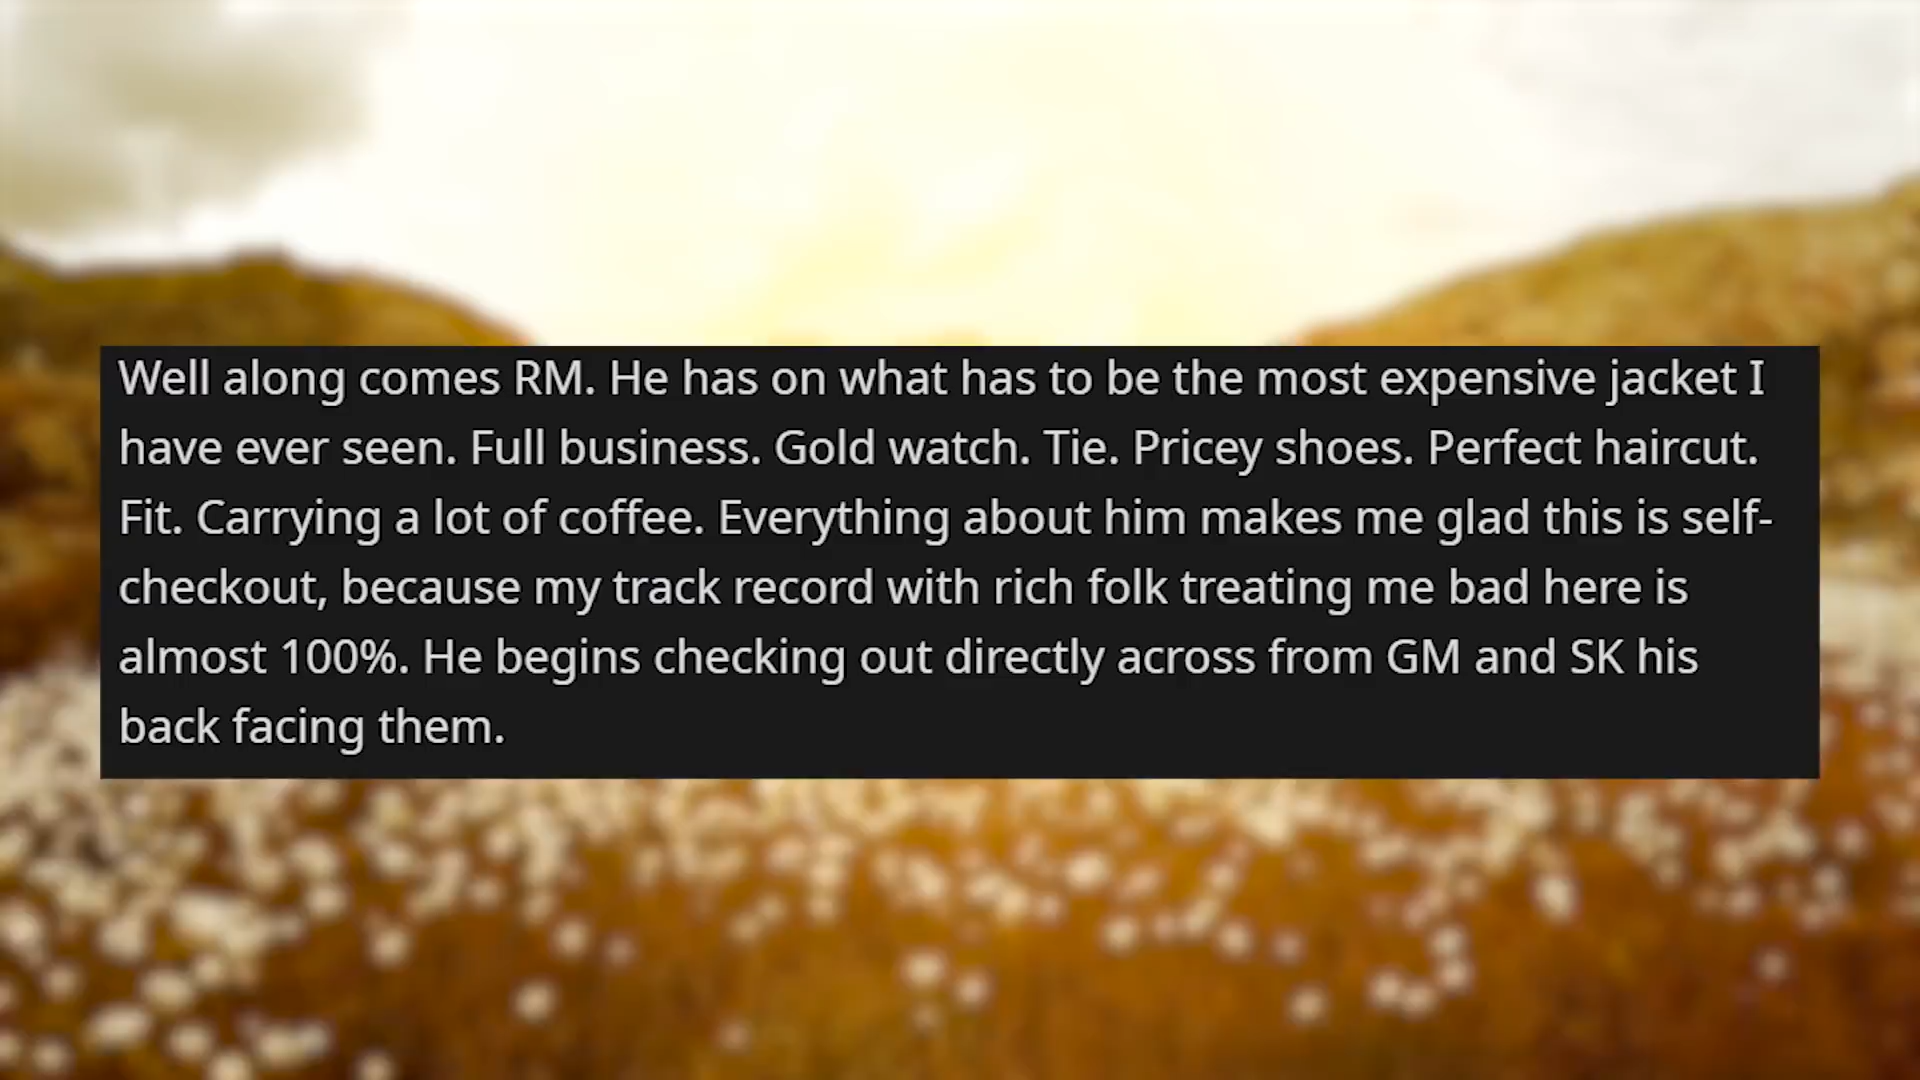 Well along comes RM. He has on what has to be the most expensive jacket I
have ever seen. Full business. Gold watch. Tie. Pricey shoes. Perfect haircut.
Fit. Carrying a lot of coffee. Everything about him makes me glad this is self-
checkout, because my track record with rich folk treating me bad here is
almost 100%. He begins checking out directly across from GM and SK his
back facing them.